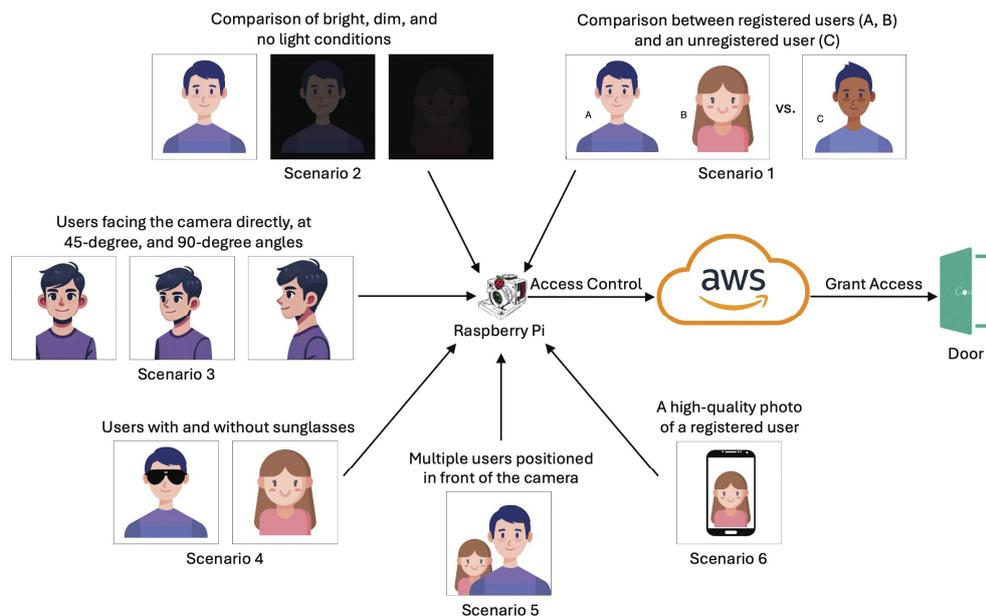 Comparison of bright, dim, and
no light conditions
Scenario 2
Comparison between registered users (A, B)
and an unregistered user (C)
A
B
vs.
C
Scenario 1
Users facing the camera directly, at
45-degree, and 90-degree angles
Scenario 3
Raspberry Pi
Access Control
aws
Grant Access
Door
Users with and without sunglasses
Scenario 4
Multiple users positioned
in front of the camera
Scenario 5
A high-quality photo
of a registered user
Scenario 6